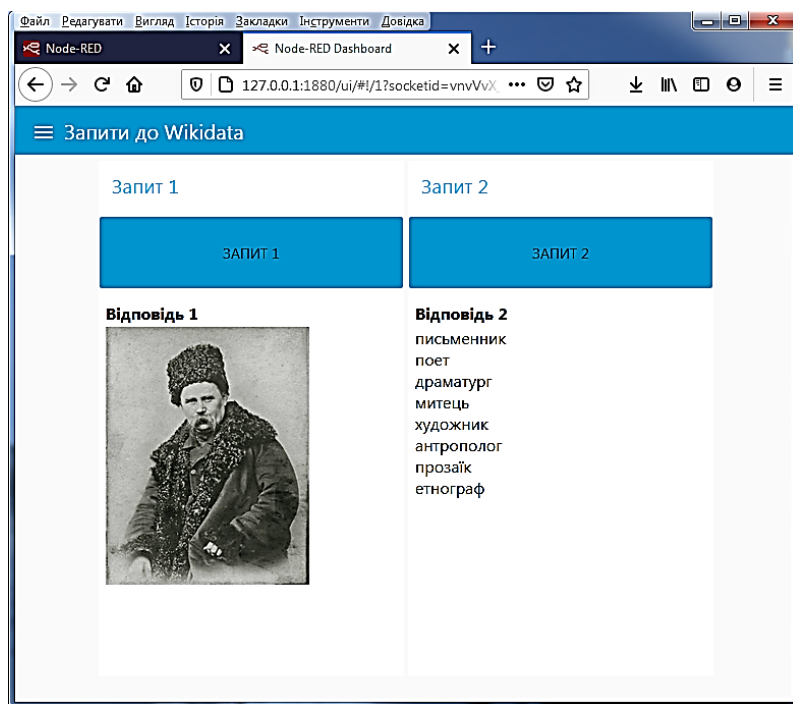 Файл Редагувати Вигляд Історія Закладки Інструменти Довідка
Node-RED
Node-RED Dashboard
127.0.0.1:1880/ui/#!/1?socketid=vnvVvX
Запити до Wikidata
Запит 1
Запит 2
ЗАПИТ 1
ЗАПИТ 2
Відповідь 1
Відповідь 2
письменник
поет
драматург
митець
художник
антрополог
прозаїк
етнограф